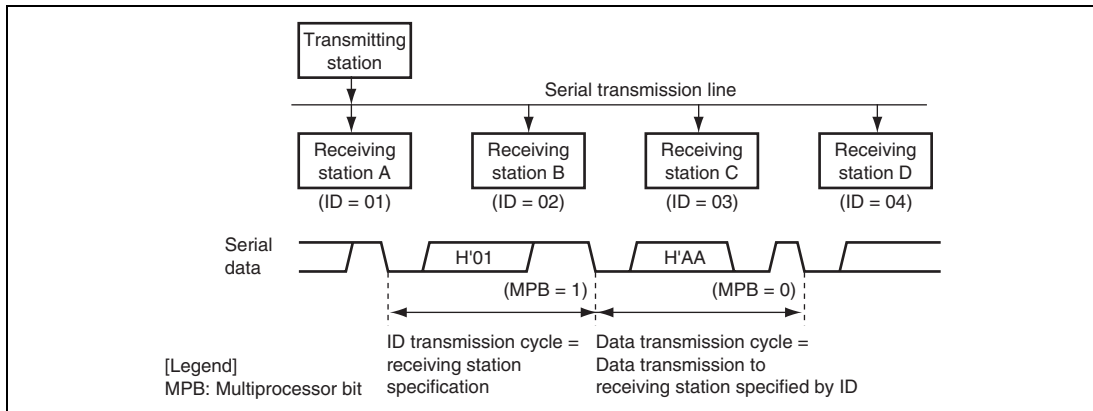 Transmitting
station
Serial transmission line
Receiving
station A
Receiving
station B
Receiving
station C
Receiving
station D
(ID = 01)
(ID = 02)
(ID = 03)
(ID = 04)
Serial
data
H'01
H'AA
(MPB = 1)
(MPB = 0)
ID transmission cycle =
receiving station
specification
Data transmission cycle =
Data transmission to
receiving station specified by ID
[Legend]
MPB: Multiprocessor bit